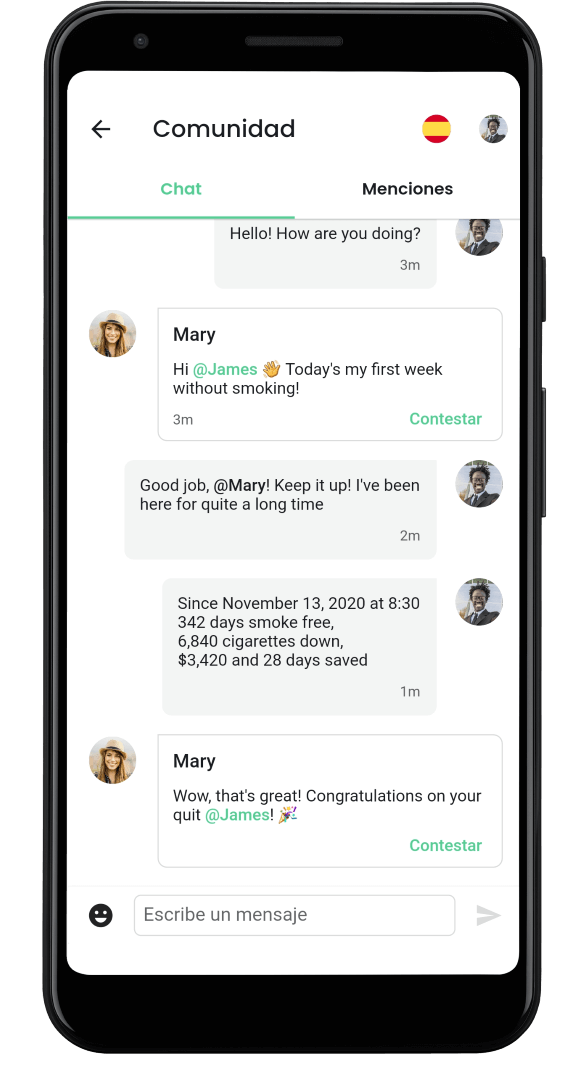 Comunidad
Chat
Menciones
Hello! How are you doing?
3m
Mary
Hi @James 👋 Today's my first week
without smoking!
3m
Contestar
Good job, @Mary! Keep it up! I've been
here for quite a long time
2m
Since November 13, 2020 at 8:30
342 days smoke free,
6,840 cigarettes down,
$3,420 and 28 days saved
1m
Mary
Wow, that's great! Congratulations on your
quit @James! 🎉
Contestar
Escribe un mensaje